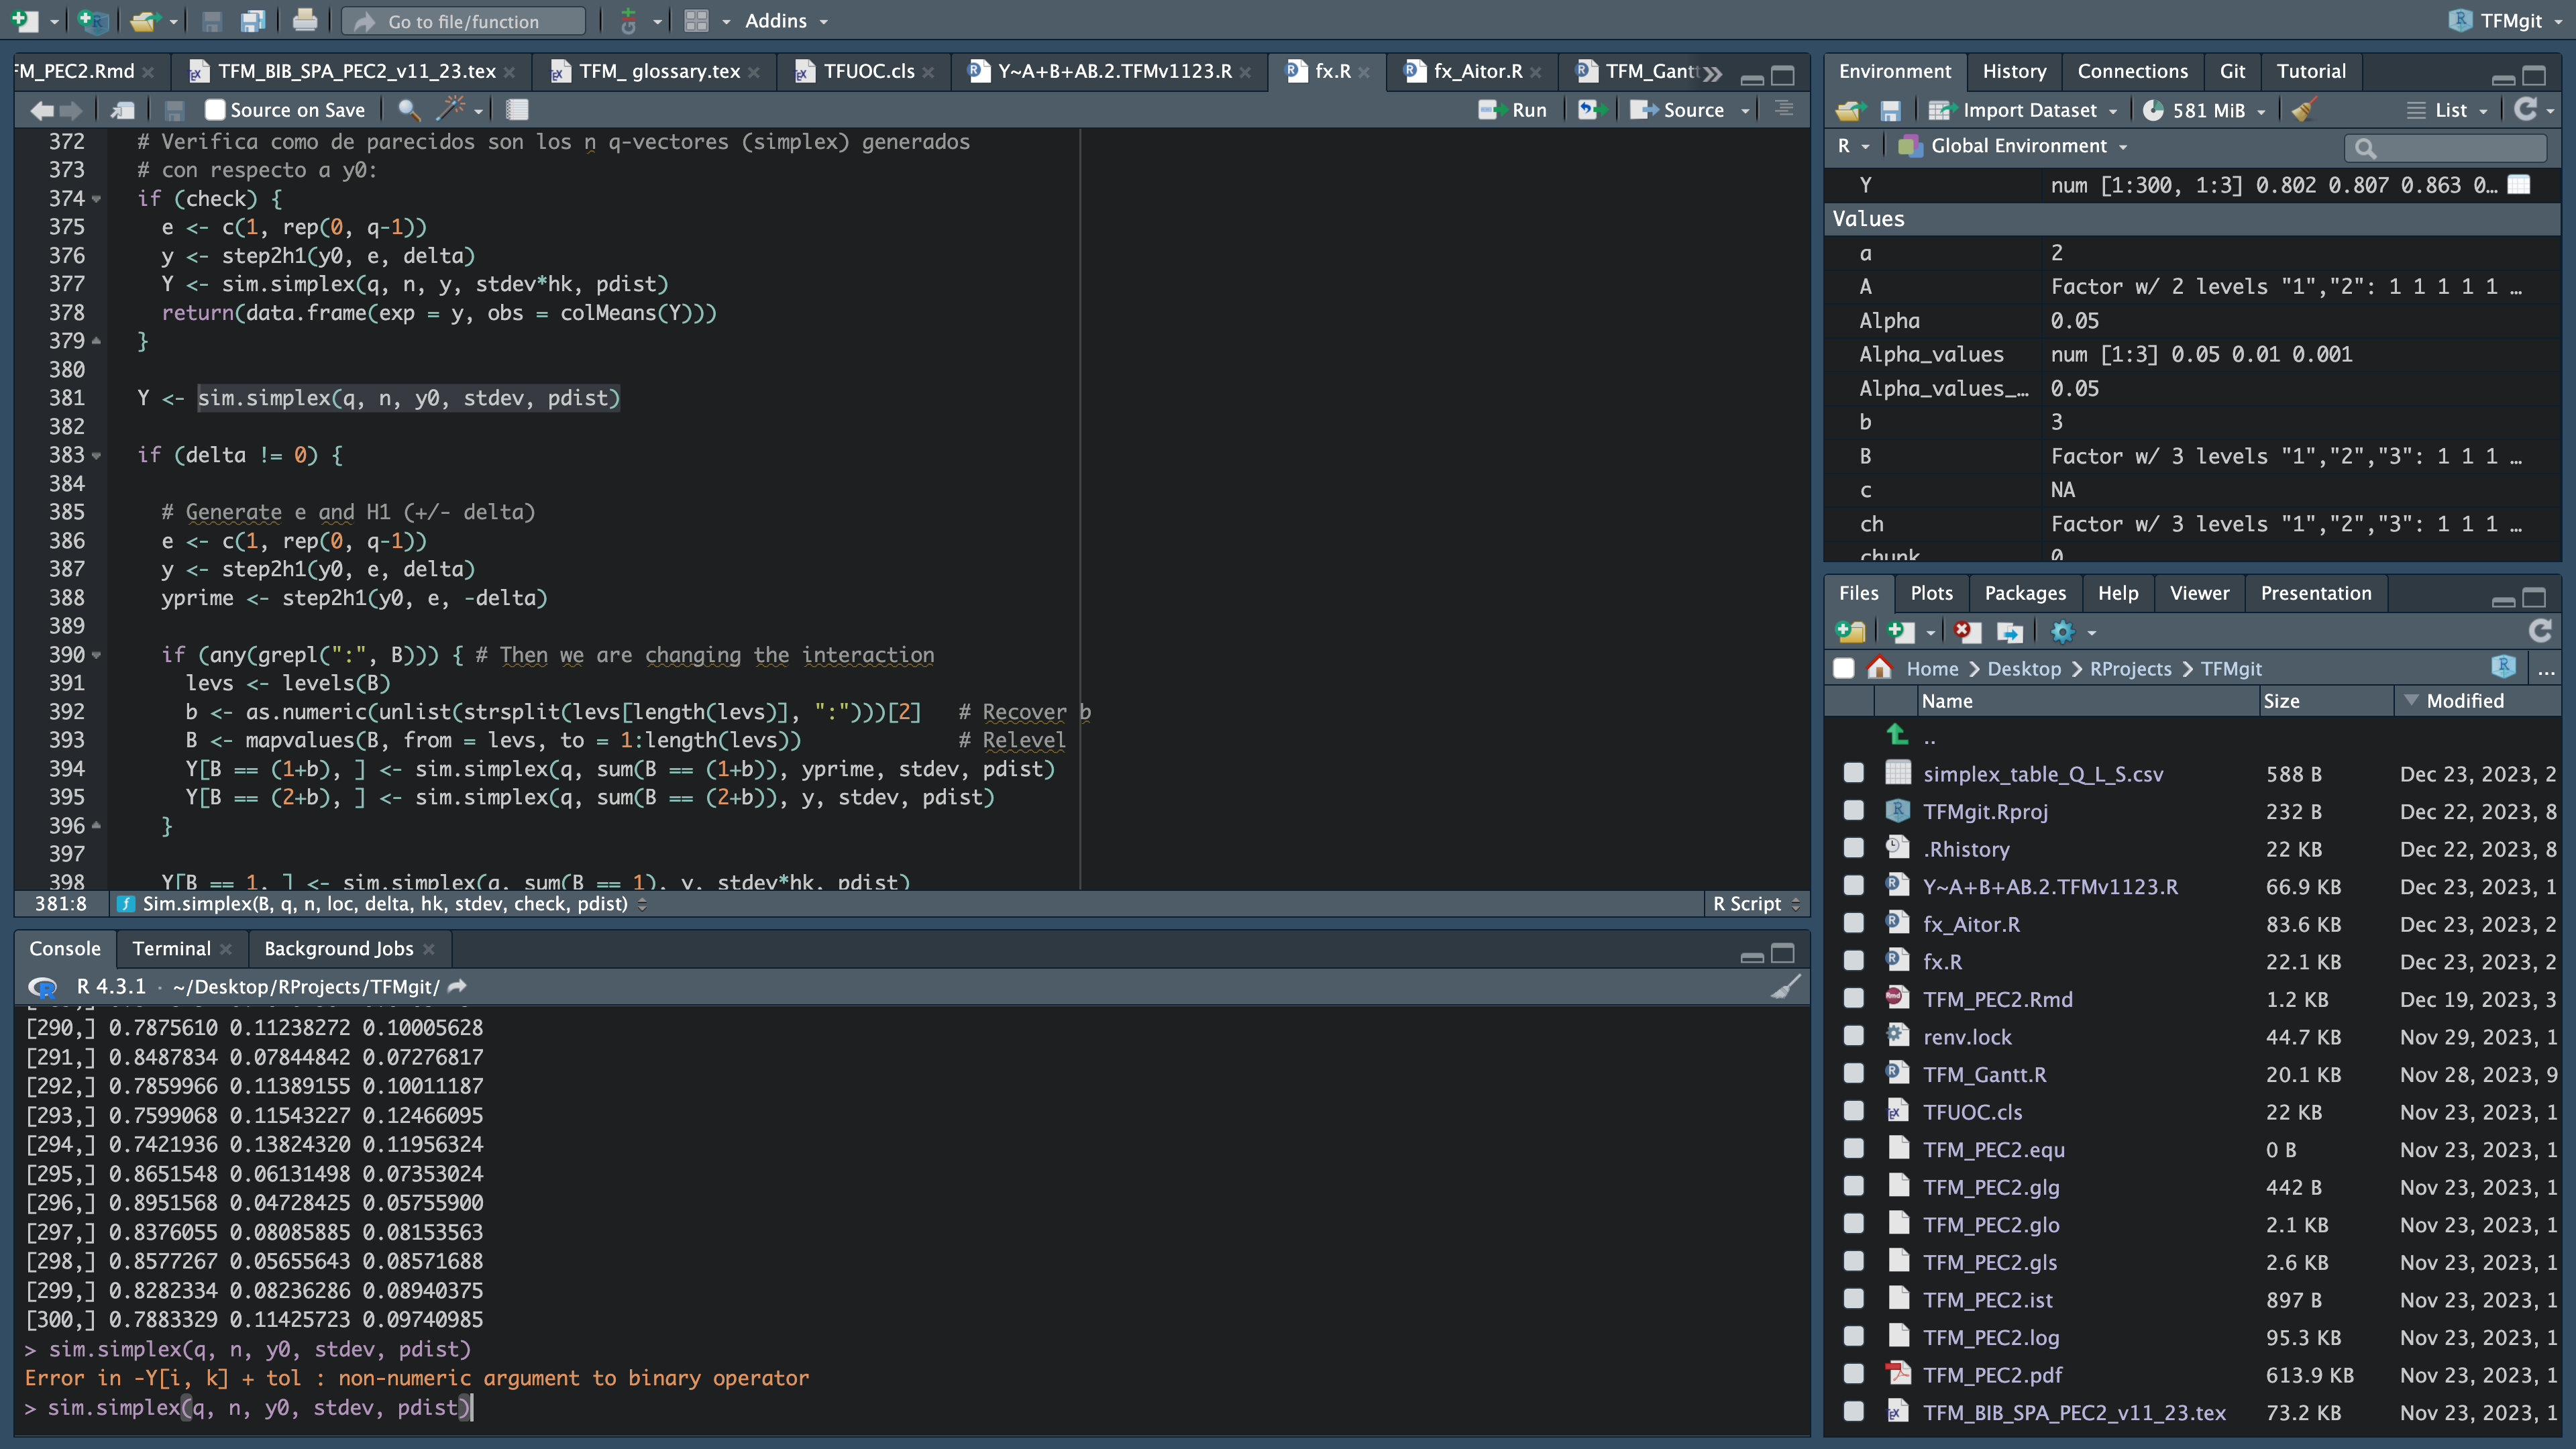 Go to file/function
Addins
TFMgit
FM_PEC2.Rmd
TFM_BIB_SPA_PEC2_v11_23.tex
TFM_ glossary.tex
TFUOC.cls
Y~A+B+AB.2.TFMv1123.R
fx.R
fx_Aitor.R
TFM_Gant
Source on Save
Run
Source
372 # Verifica como de parecidos son los n q-vectores (simplex) generados
373 # con respecto a y0:
374 if (check) {
375 e <- c(1, rep(0, q-1))
376 y <- step2h1(y0, e, delta)
377 Y <- sim.simplex(q, n, y, stdev*hk, pdist)
378 return(data.frame(exp = y, obs = colMeans(Y)))
379 }
380
381 Y <- sim.simplex(q, n, y0, stdev, pdist)
382
383 if (delta != 0) {
384
385 # Generate e and H1 (+/- delta)
386 e <- c(1, rep(0, q-1))
387 y <- step2h1(y0, e, delta)
388 yprime <- step2h1(y0, e, -delta)
389
390 if (any(grepl(":", B))) { # Then we are changing the interaction
391 levs <- levels(B)
392 b <- as.numeric(unlist(strsplit(levs[length(levs)], ":")))[2] # Recover b
393 B <- mapvalues(B, from = levs, to = 1:length(levs)) # Relevel
394 Y[B == (1+b), ] <- sim.simplex(q, sum(B == (1+b)), yprime, stdev, pdist)
395 Y[B == (2+b), ] <- sim.simplex(q, sum(B == (2+b)), y, stdev, pdist)
396 }
397
398 Y[B == 1, ] <- sim.simplex(q, sum(B == 1), y, stdev*hk, pdist)
381:8
Sim.simplex(B, q, n, loc, delta, hk, stdev, check, pdist)
R Script
Console
Terminal
Background Jobs
R 4.3.1 · ~/Desktop/RProjects/TFMgit/
[290,] 0.7875610 0.11238272 0.10005628
[291,] 0.8487834 0.07844842 0.07276817
[292,] 0.7859966 0.11389155 0.10011187
[293,] 0.7599068 0.11543227 0.12466095
[294,] 0.7421936 0.13824320 0.11956324
[295,] 0.8651548 0.06131498 0.07353024
[296,] 0.8951568 0.04728425 0.05755900
[297,] 0.8376055 0.08085885 0.08153563
[298,] 0.8577267 0.05655643 0.08571688
[299,] 0.8282334 0.08236286 0.08940375
[300,] 0.7883329 0.11425723 0.09740985
> sim.simplex(q, n, y0, stdev, pdist)
Error in -Y[i, k] + tol : non-numeric argument to binary operator
> sim.simplex(q, n, y0, stdev, pdist)
Environment
History
Connections
Git
Tutorial
Import Dataset
581 MiB
List
R
Global Environment
Y num [1:300, 1:3] 0.802 0.807 0.863 0…
Values
a 2
A Factor w/ 2 levels "1","2": 1 1 1 1 1 …
Alpha 0.05
Alpha_values num [1:3] 0.05 0.01 0.001
Alpha_values_… 0.05
b 3
B Factor w/ 3 levels "1","2","3": 1 1 1 …
c NA
ch Factor w/ 3 levels "1","2","3": 1 1 1 …
chunk 0
Files
Plots
Packages
Help
Viewer
Presentation
Home
Desktop
RProjects
TFMgit
...
Name Size Modified
..
simplex_table_Q_L_S.csv 588 B Dec 23, 2023, 2
TFMgit.Rproj 232 B Dec 22, 2023, 8
.Rhistory 22 KB Dec 22, 2023, 8
Y~A+B+AB.2.TFMv1123.R 66.9 KB Dec 23, 2023, 1
fx_Aitor.R 83.6 KB Dec 23, 2023, 2
fx.R 22.1 KB Dec 23, 2023, 2
TFM_PEC2.Rmd 1.2 KB Dec 19, 2023, 3
renv.lock 44.7 KB Nov 29, 2023, 1
TFM_Gantt.R 20.1 KB Nov 28, 2023, 9
TFUOC.cls 22 KB Nov 23, 2023, 1
TFM_PEC2.equ 0 B Nov 23, 2023, 1
TFM_PEC2.glg 442 B Nov 23, 2023, 1
TFM_PEC2.glo 2.1 KB Nov 23, 2023, 1
TFM_PEC2.gls 2.6 KB Nov 23, 2023, 1
TFM_PEC2.ist 897 B Nov 23, 2023, 1
TFM_PEC2.log 95.3 KB Nov 23, 2023, 1
TFM_PEC2.pdf 613.9 KB Nov 23, 2023, 1
TFM_BIB_SPA_PEC2_v11_23.tex 73.2 KB Nov 23, 2023, 1